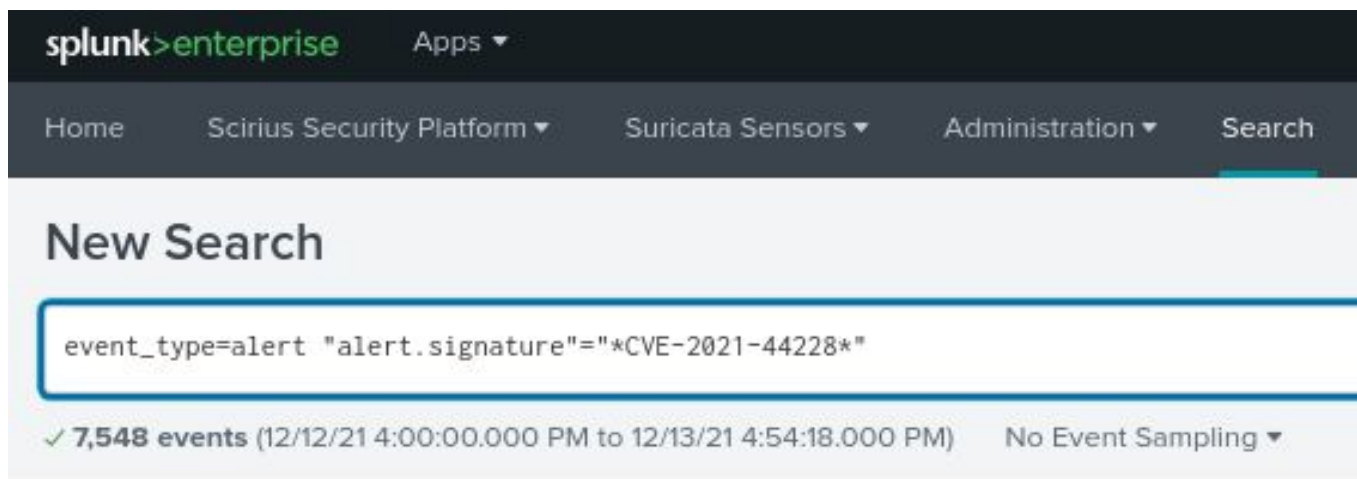 splunk>enterprise Apps ▾
Home Scirius Security Platform ▾ Suricata Sensors ▾ Administration ▾ Search
New Search
event_type=alert "alert.signature"="*CVE-2021-44228*"
✓ 7,548 events (12/12/21 4:00:00.000 PM to 12/13/21 4:54:18.000 PM) No Event Sampling ▾